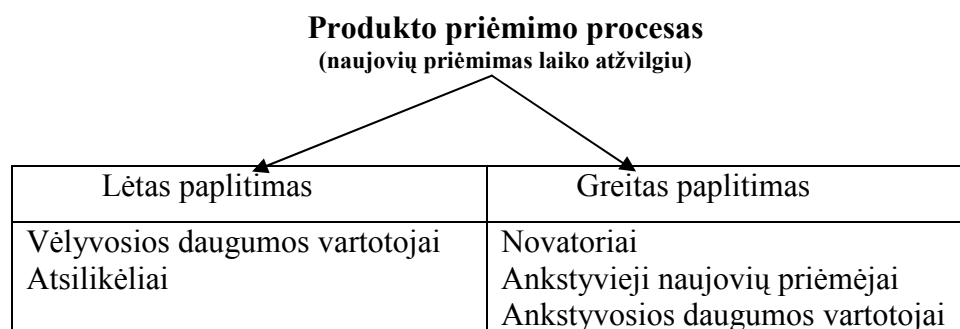 Produkto priėmimo procesas
(naujovių priėmimas laiko atžvilgiu)
Lėtas paplitimas
Greitas paplitimas
Vėlyvosios daugumos vartotojai
Atsilikėliai
Novatoriai
Ankstyvieji naujovių priėmėjai
Ankstyvosios daugumos vartotojai